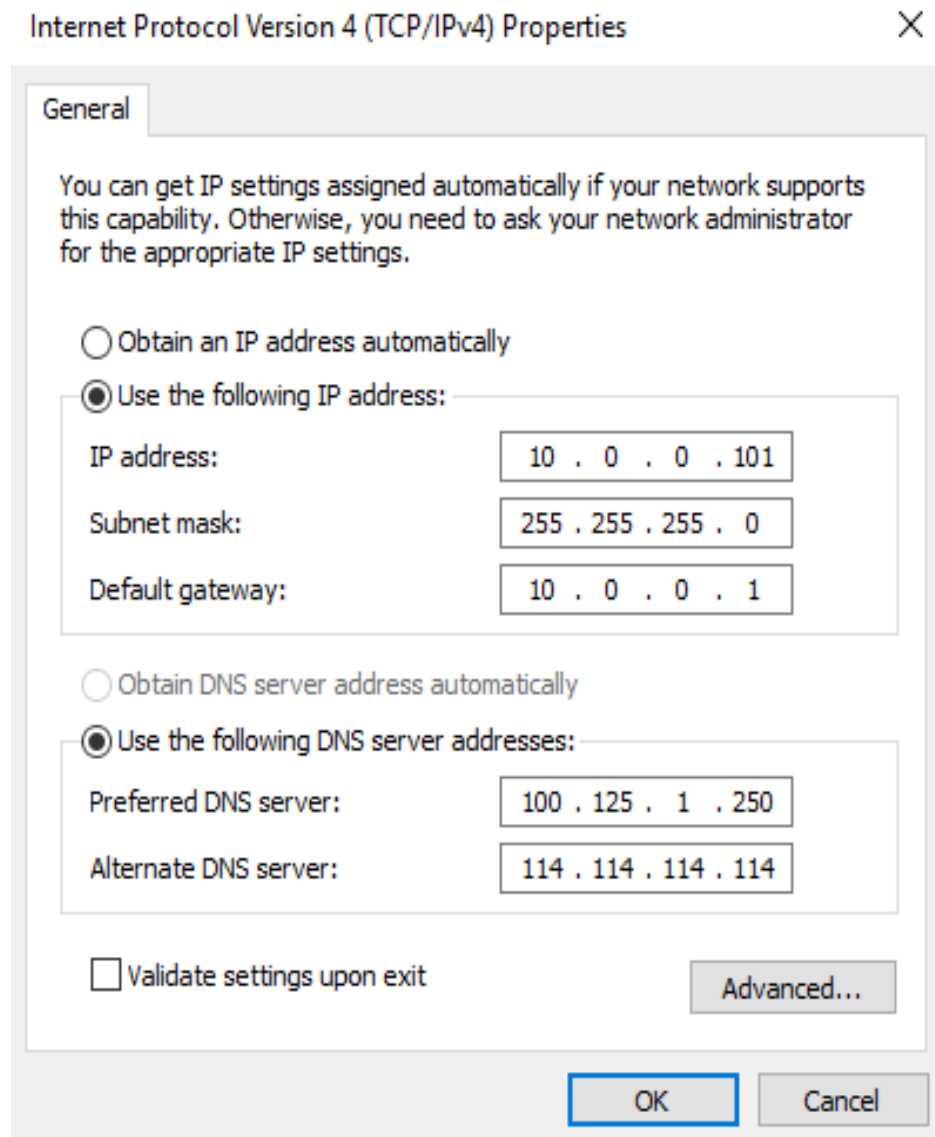 Internet Protocol Version 4 (TCP/IPv4) Properties
General
You can get IP settings assigned automatically if your network supports
this capability. Otherwise, you need to ask your network administrator
for the appropriate IP settings.
Obtain an IP address automatically
Use the following IP address:
IP address: 10 . 0 . 0 . 101
Subnet mask: 255 . 255 . 255 . 0
Default gateway: 10 . 0 . 0 . 1
Obtain DNS server address automatically
Use the following DNS server addresses:
Preferred DNS server: 100 . 125 . 1 . 250
Alternate DNS server: 114 . 114 . 114 . 114
Validate settings upon exit
Advanced...
OK Cancel